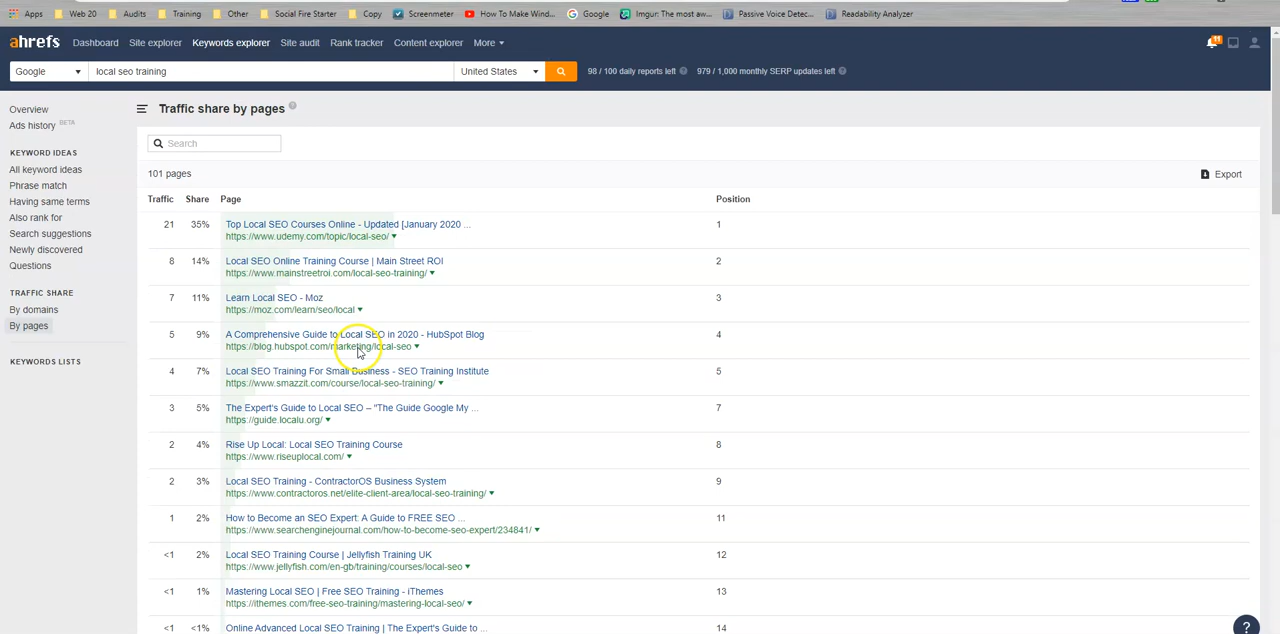 Apps Web 20 Audits Training Other Social Fire Starter Copy Screenmeter How To Make Wind... Google Imgur: The most aw... Passive Voice Detec... Readability Analyzer
ahrefs Dashboard Site explorer Keywords explorer Site audit Rank tracker Content explorer More 11
Google local seo training United States 98 / 100 daily reports left ? 979 / 1,000 monthly SERP updates left ?
Overview
Ads history BETA
KEYWORD IDEAS
All keyword ideas
Phrase match
Having same terms
Also rank for
Search suggestions
Newly discovered
Questions
TRAFFIC SHARE
By domains
By pages
KEYWORDS LISTS
Traffic share by pages ?
Search
101 pages Export
Traffic Share Page Position
21 35% Top Local SEO Courses Online - Updated [January 2020 ... 1
https://www.udemy.com/topic/local-seo/
8 14% Local SEO Online Training Course | Main Street ROI 2
https://www.mainstreetroi.com/local-seo-training/
7 11% Learn Local SEO - Moz 3
https://moz.com/learn/seo/local
5 9% A Comprehensive Guide to Local SEO in 2020 - HubSpot Blog 4
https://blog.hubspot.com/marketing/local-seo
4 7% Local SEO Training For Small Business - SEO Training Institute 5
https://www.smazzit.com/course/local-seo-training/
3 5% The Expert's Guide to Local SEO – "The Guide Google My ... 7
https://guide.localu.org/
2 4% Rise Up Local: Local SEO Training Course 8
https://www.riseuplocal.com/
2 3% Local SEO Training - ContractorOS Business System 9
https://www.contractoros.net/elite-client-area/local-seo-training/
1 2% How to Become an SEO Expert: A Guide to FREE SEO ... 11
https://www.searchenginejournal.com/how-to-become-seo-expert/234841/
<1 2% Local SEO Training Course | Jellyfish Training UK 12
https://www.jellyfish.com/en-gb/training/courses/local-seo
<1 1% Mastering Local SEO | Free SEO Training - iThemes 13
https://ithemes.com/free-seo-training/mastering-local-seo/
<1 <1% Online Advanced Local SEO Training | The Expert's Guide to ... 14
?